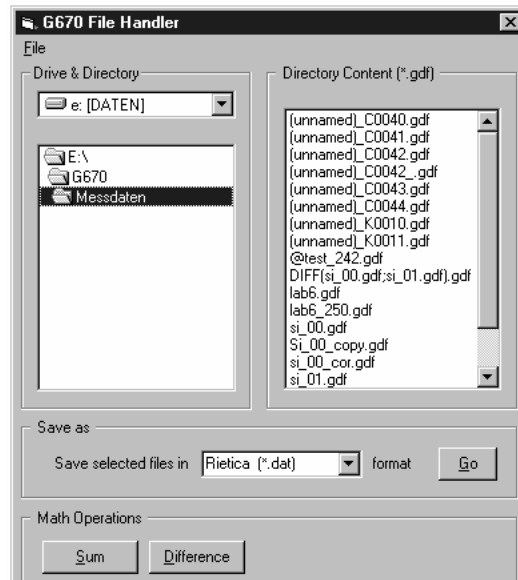 G670 File Handler
File
Drive & Directory
e: [DATEN]
E:\
G670
Messdaten
Directory Content (*.gdf)
(unnamed)_C0040.gdf
(unnamed)_C0041.gdf
(unnamed)_C0042.gdf
(unnamed)_C0042_.gdf
(unnamed)_C0043.gdf
(unnamed)_C0044.gdf
(unnamed)_K0010.gdf
(unnamed)_K0011.gdf
@test_242.gdf
DIFF(si_00.gdf;si_01.gdf).gdf
lab6.gdf
lab6_250.gdf
si_00.gdf
Si_00_copy.gdf
si_00_cor.gdf
si_01.gdf
Save as
Save selected files in Rietica (*.dat) format Go
Math Operations
Sum Difference